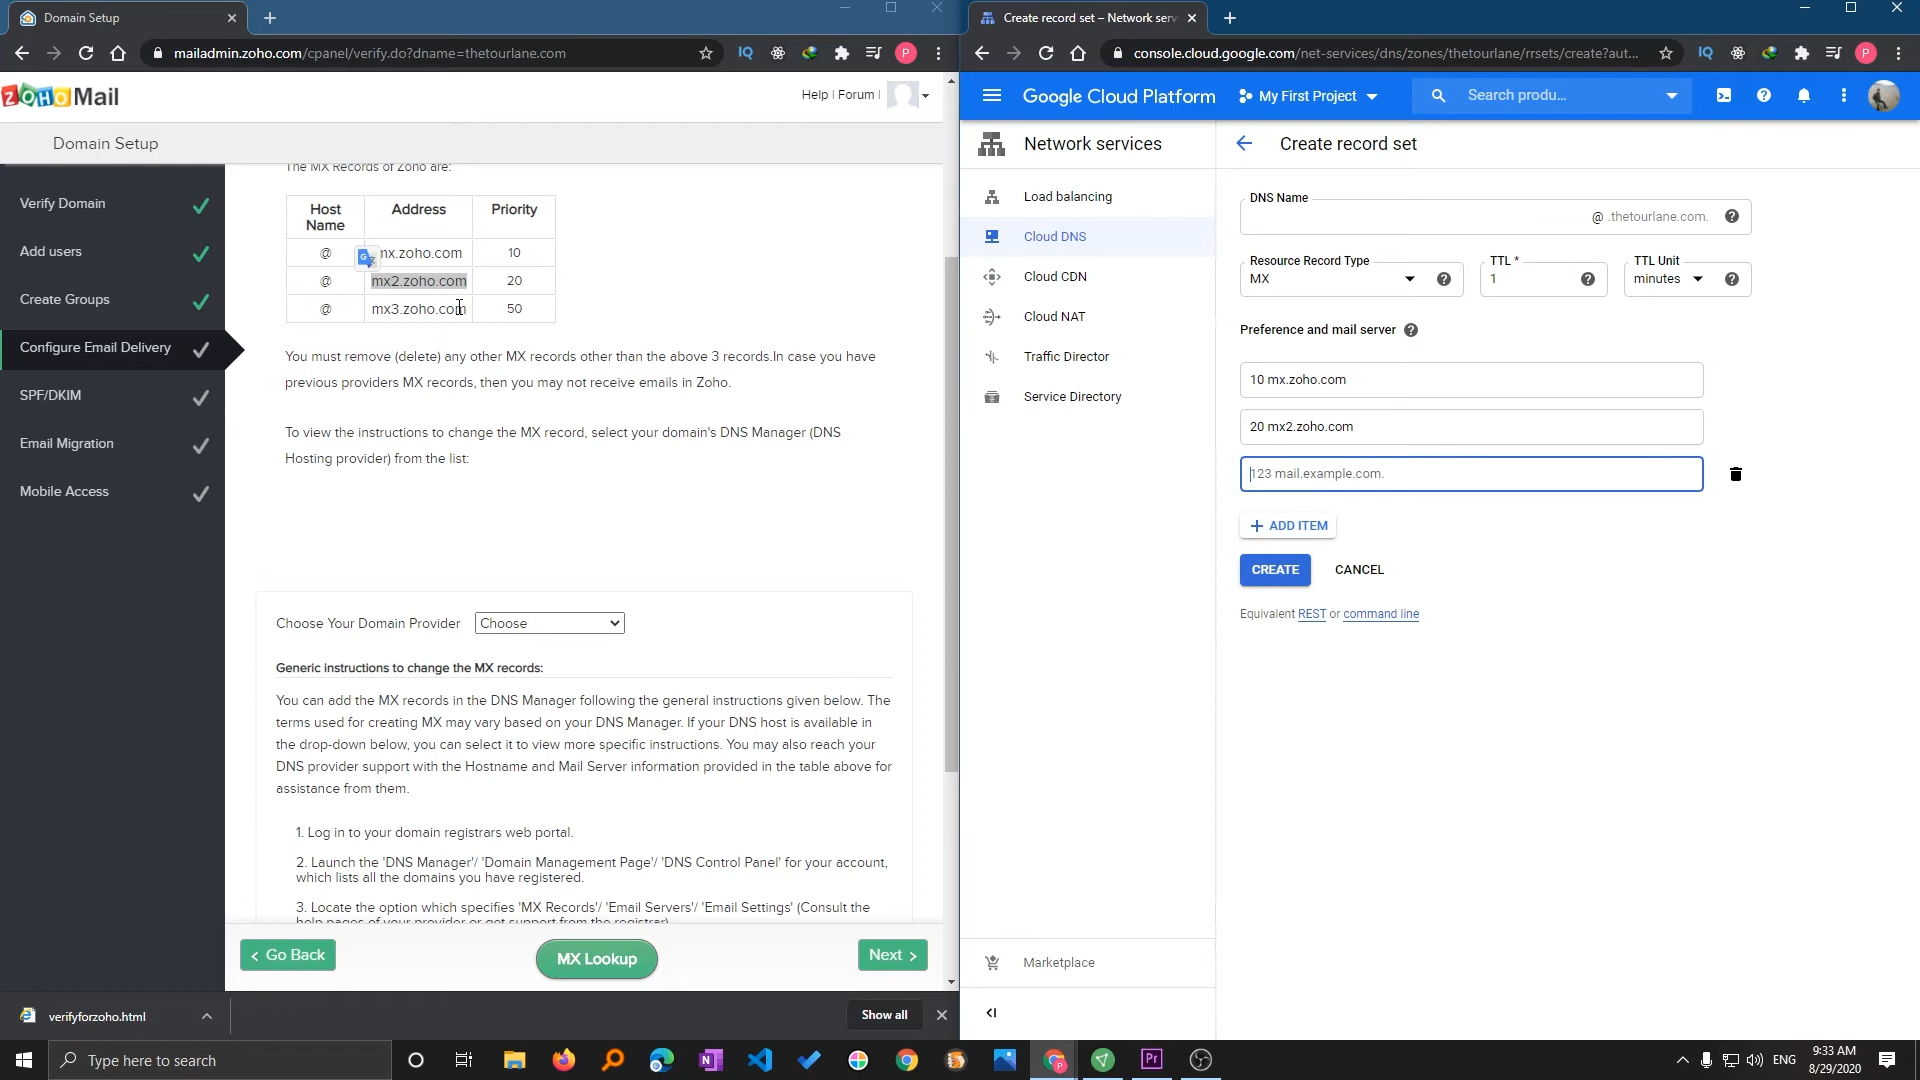 Domain Setup
mailadmin.zoho.com/cpanel/verify.do?dname=thetourlane.com
ZOHO Mail
Help | Forum |
Domain Setup
Verify Domain
Add users
Create Groups
Configure Email Delivery
SPF/DKIM
Email Migration
Mobile Access
The MX Records of Zoho are:
Host Name Address Priority
@ mx.zoho.com 10
@ mx2.zoho.com 20
@ mx3.zoho.com 50
You must remove (delete) any other MX records other than the above 3 records.In case you have
previous providers MX records, then you may not receive emails in Zoho.
To view the instructions to change the MX record, select your domain's DNS Manager (DNS
Hosting provider) from the list:
Choose Your Domain Provider Choose
Generic instructions to change the MX records:
You can add the MX records in the DNS Manager following the general instructions given below. The
terms used for creating MX may vary based on your DNS Manager. If your DNS host is available in
the drop-down below, you can select it to view more specific instructions. You may also reach your
DNS provider support with the Hostname and Mail Server information provided in the table above for
assistance from them.
1. Log in to your domain registrars web portal.
2. Launch the 'DNS Manager'/ 'Domain Management Page'/ 'DNS Control Panel' for your account,
which lists all the domains you have registered.
3. Locate the option which specifies 'MX Records'/ 'Email Servers'/ 'Email Settings' (Consult the
help pages of your provider or get support from the registrar)
< Go Back
MX Lookup
Next >
verifyforzoho.html
Show all
Create record set – Network serv
console.cloud.google.com/net-services/dns/zones/thetourlane/rrsets/create?aut...
Google Cloud Platform
My First Project
Search produ...
Network services
Load balancing
Cloud DNS
Cloud CDN
Cloud NAT
Traffic Director
Service Directory
Marketplace
Create record set
DNS Name
@ .thetourlane.com.
Resource Record Type
MX
TTL *
1
TTL Unit
minutes
Preference and mail server
10 mx.zoho.com
20 mx2.zoho.com
123 mail.example.com.
+ ADD ITEM
CREATE
CANCEL
Equivalent REST or command line
Type here to search
ENG
9:33 AM
8/29/2020